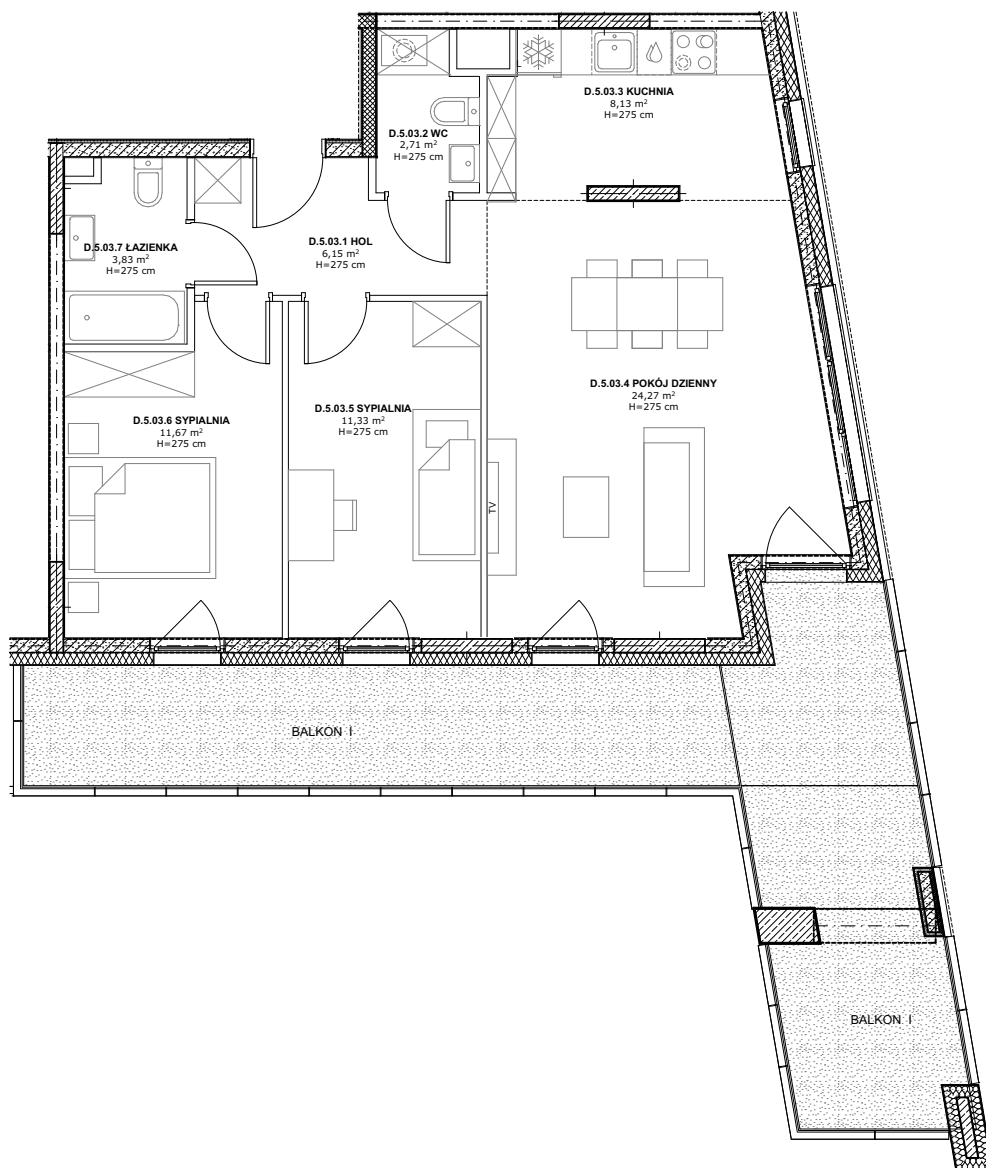 D.5.03.3 KUCHNIA
8,13 m²
H=275 cm
D.5.03.2 WC
2,71 m²
H=275 cm
D.5.03.7 ŁAZIENKA
3,83 m²
H=275 cm
D.5.03.1 HOL
6,15 m²
H=275 cm
D.5.03.4 POKÓJ DZIENNY
24,27 m²
H=275 cm
D.5.03.6 SYPIALNIA
11,67 m²
H=275 cm
D.5.03.5 SYPIALNIA
11,33 m²
H=275 cm
TV
BALKON I
BALKON I